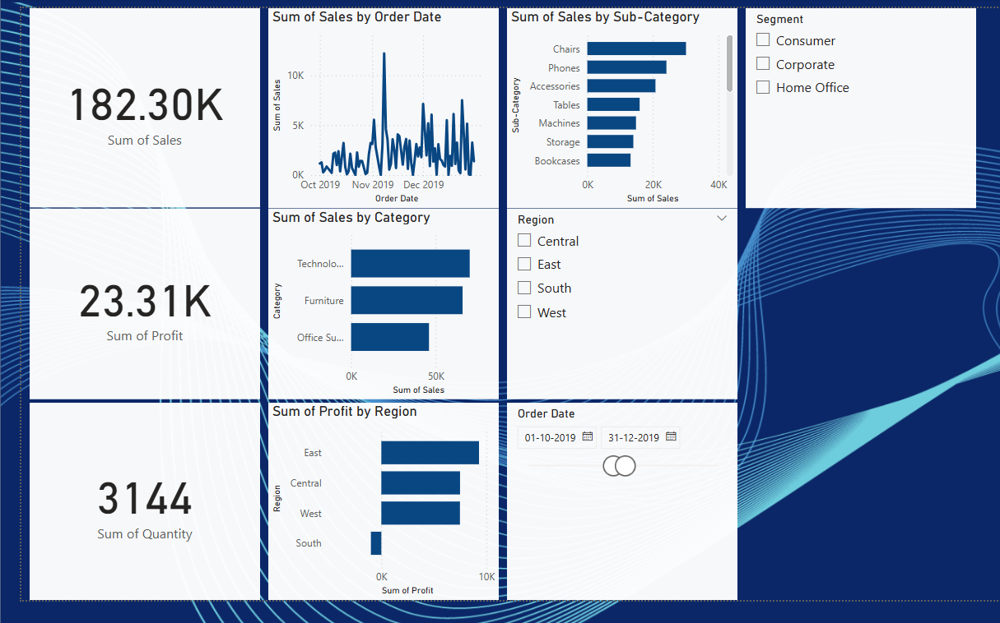 182.30K
Sum of Sales
Sum of Sales by Order Date
Sum of Sales
10K
5K
0K
Oct 2019 Nov 2019 Dec 2019
Order Date
Sum of Sales by Sub-Category
Sub-Category
Chairs
Phones
Accessories
Tables
Machines
Storage
Bookcases
0K 20K 40K
Sum of Sales
Segment
Consumer
Corporate
Home Office
23.31K
Sum of Profit
Sum of Sales by Category
Category
Technolo...
Furniture
Office Su...
0K 50K
Sum of Sales
Region
Central
East
South
West
3144
Sum of Quantity
Sum of Profit by Region
Region
East
Central
West
South
0K 10K
Sum of Profit
Order Date
01-10-2019 31-12-2019